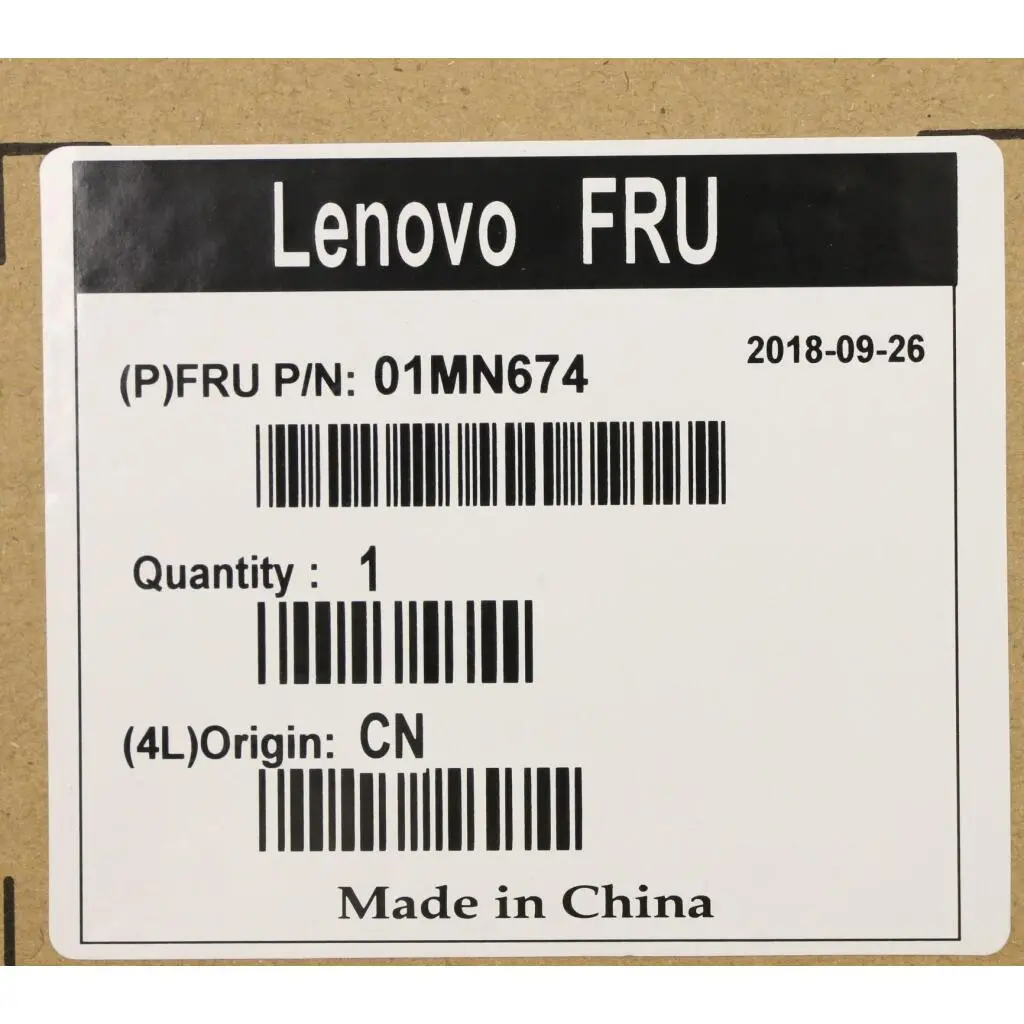 Lenovo FRU
2018-09-26
(P)FRU P/N: 01MN674
Quantity : 1
(4L)Origin: CN
Made in China